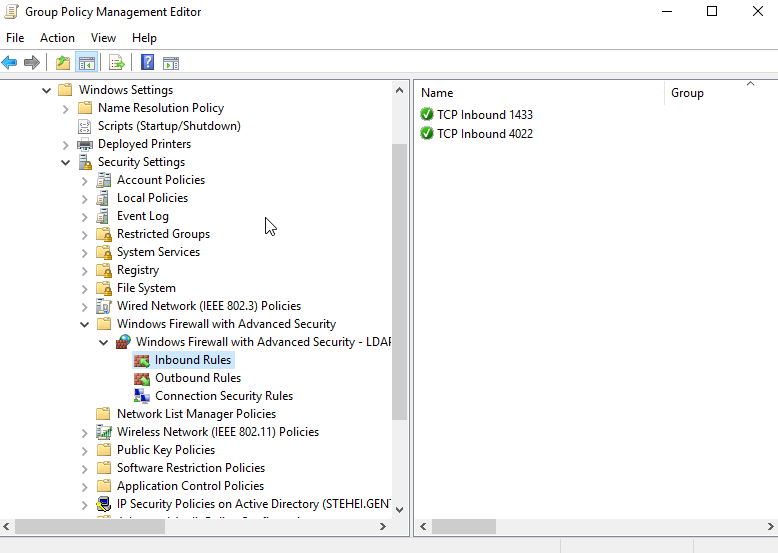 Group Policy Management Editor
File Action View Help
Windows Settings
Name Resolution Policy
Scripts (Startup/Shutdown)
Deployed Printers
Security Settings
Account Policies
Local Policies
Event Log
Restricted Groups
System Services
Registry
File System
Wired Network (IEEE 802.3) Policies
Windows Firewall with Advanced Security
Windows Firewall with Advanced Security - LDAP
Inbound Rules
Outbound Rules
Connection Security Rules
Network List Manager Policies
Wireless Network (IEEE 802.11) Policies
Public Key Policies
Software Restriction Policies
Application Control Policies
IP Security Policies on Active Directory (STEHEI.GENT
Name Group
TCP Inbound 1433
TCP Inbound 4022